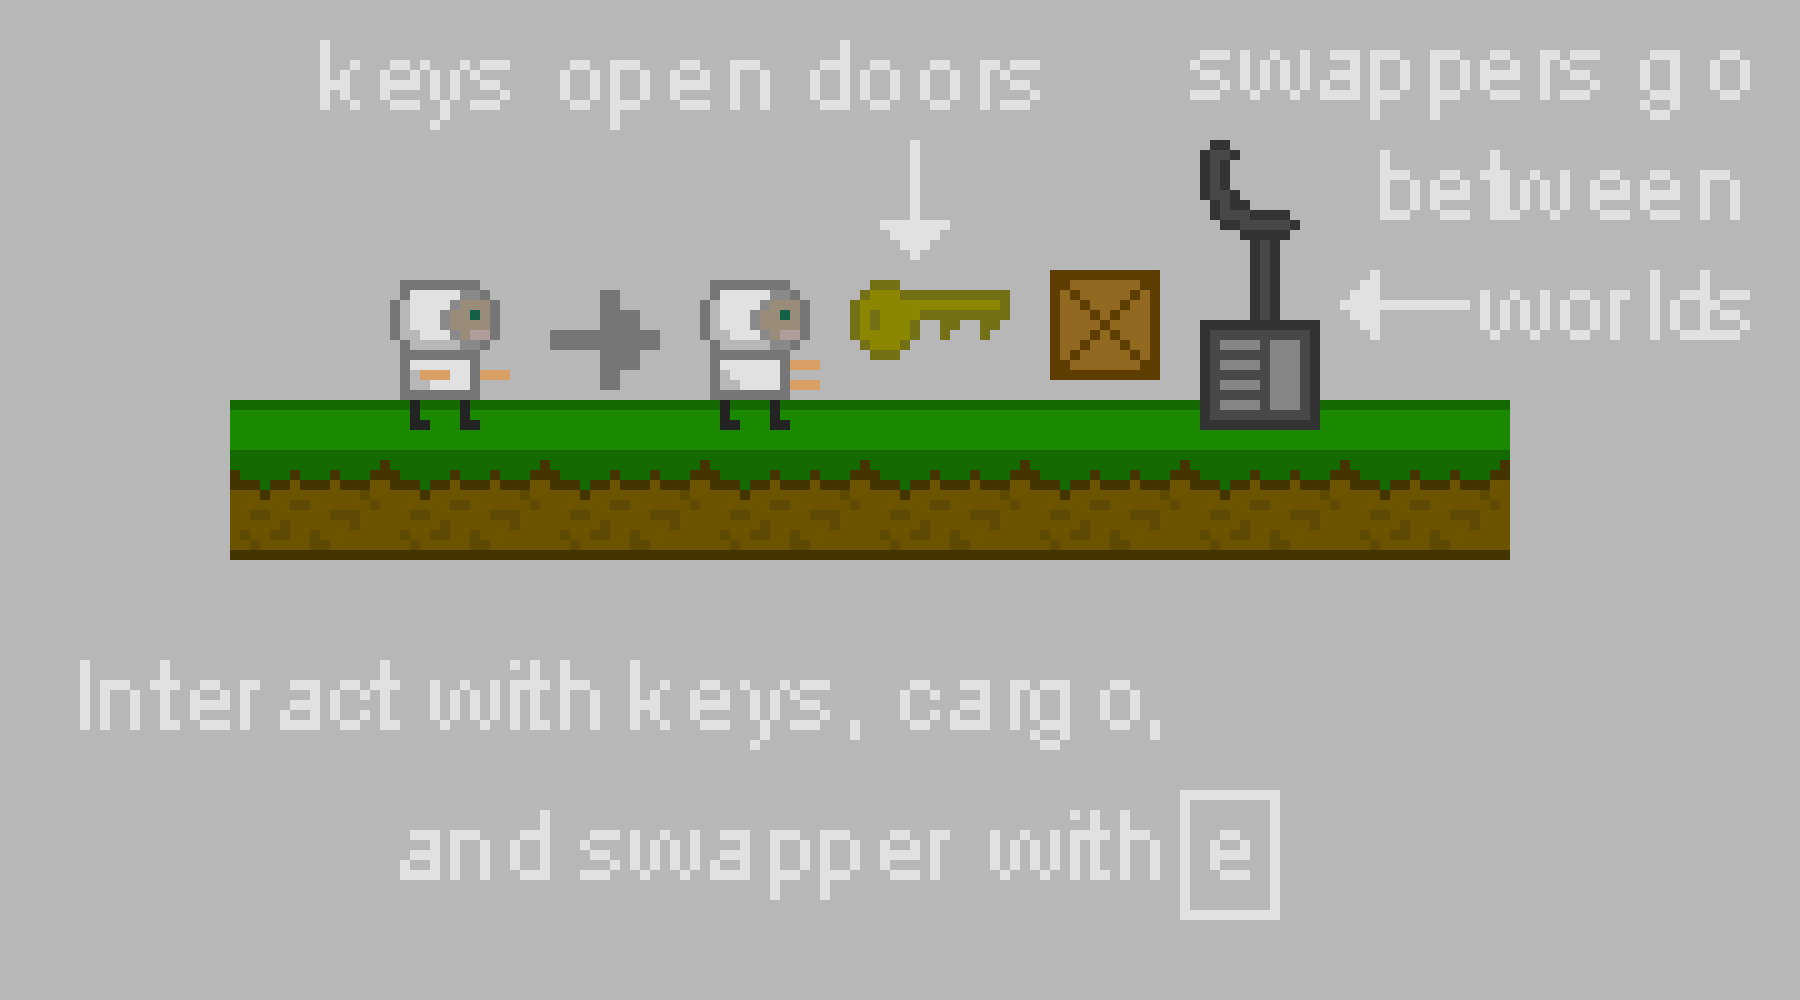 keys open doors
swappers go
between
worlds
Interact with keys, cargo,
and swapper with e